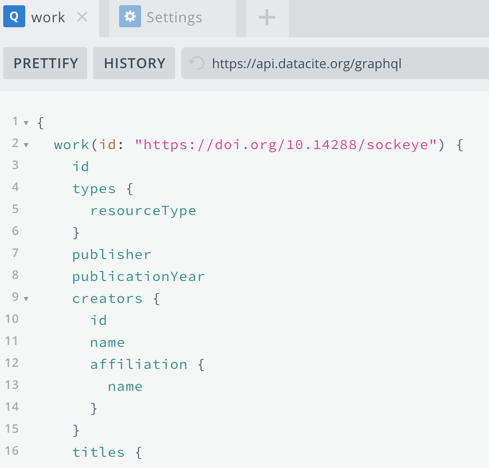 Q work × Settings +
PRETTIFY HISTORY https://api.datacite.org/graphql
1 {
2 work(id: "https://doi.org/10.14288/sockeye") {
3 id
4 types {
5 resourceType
6 }
7 publisher
8 publicationYear
9 creators {
10 id
11 name
12 affiliation {
13 name
14 }
15 }
16 titles {